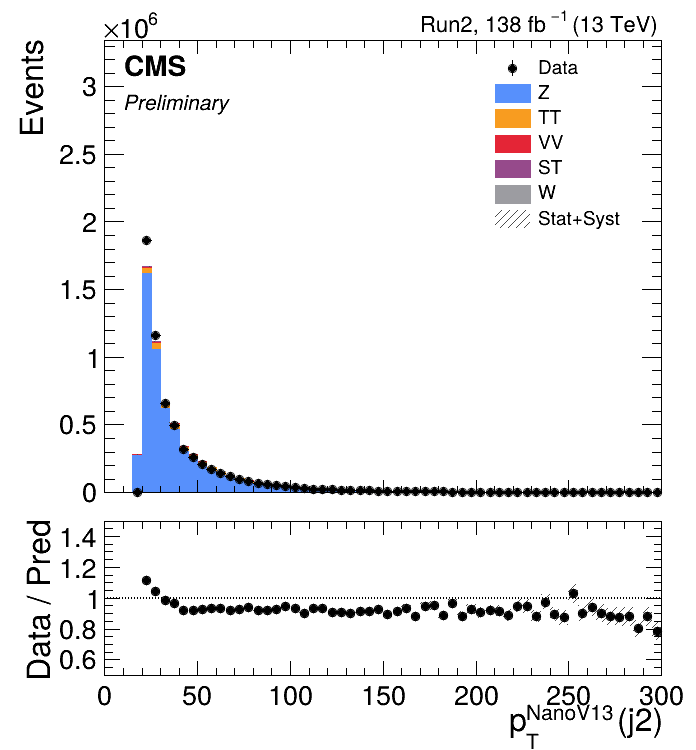 ×10⁶
Run2, 138 fb⁻¹ (13 TeV)
CMS
Preliminary
Events
Data
Z
TT
VV
ST
W
Stat+Syst
3
2.5
2
1.5
1
0.5
0
Data / Pred
1.4
1.2
1
0.8
0.6
0 50 100 150 200 250 300
p_T^NanoV13 (j2)